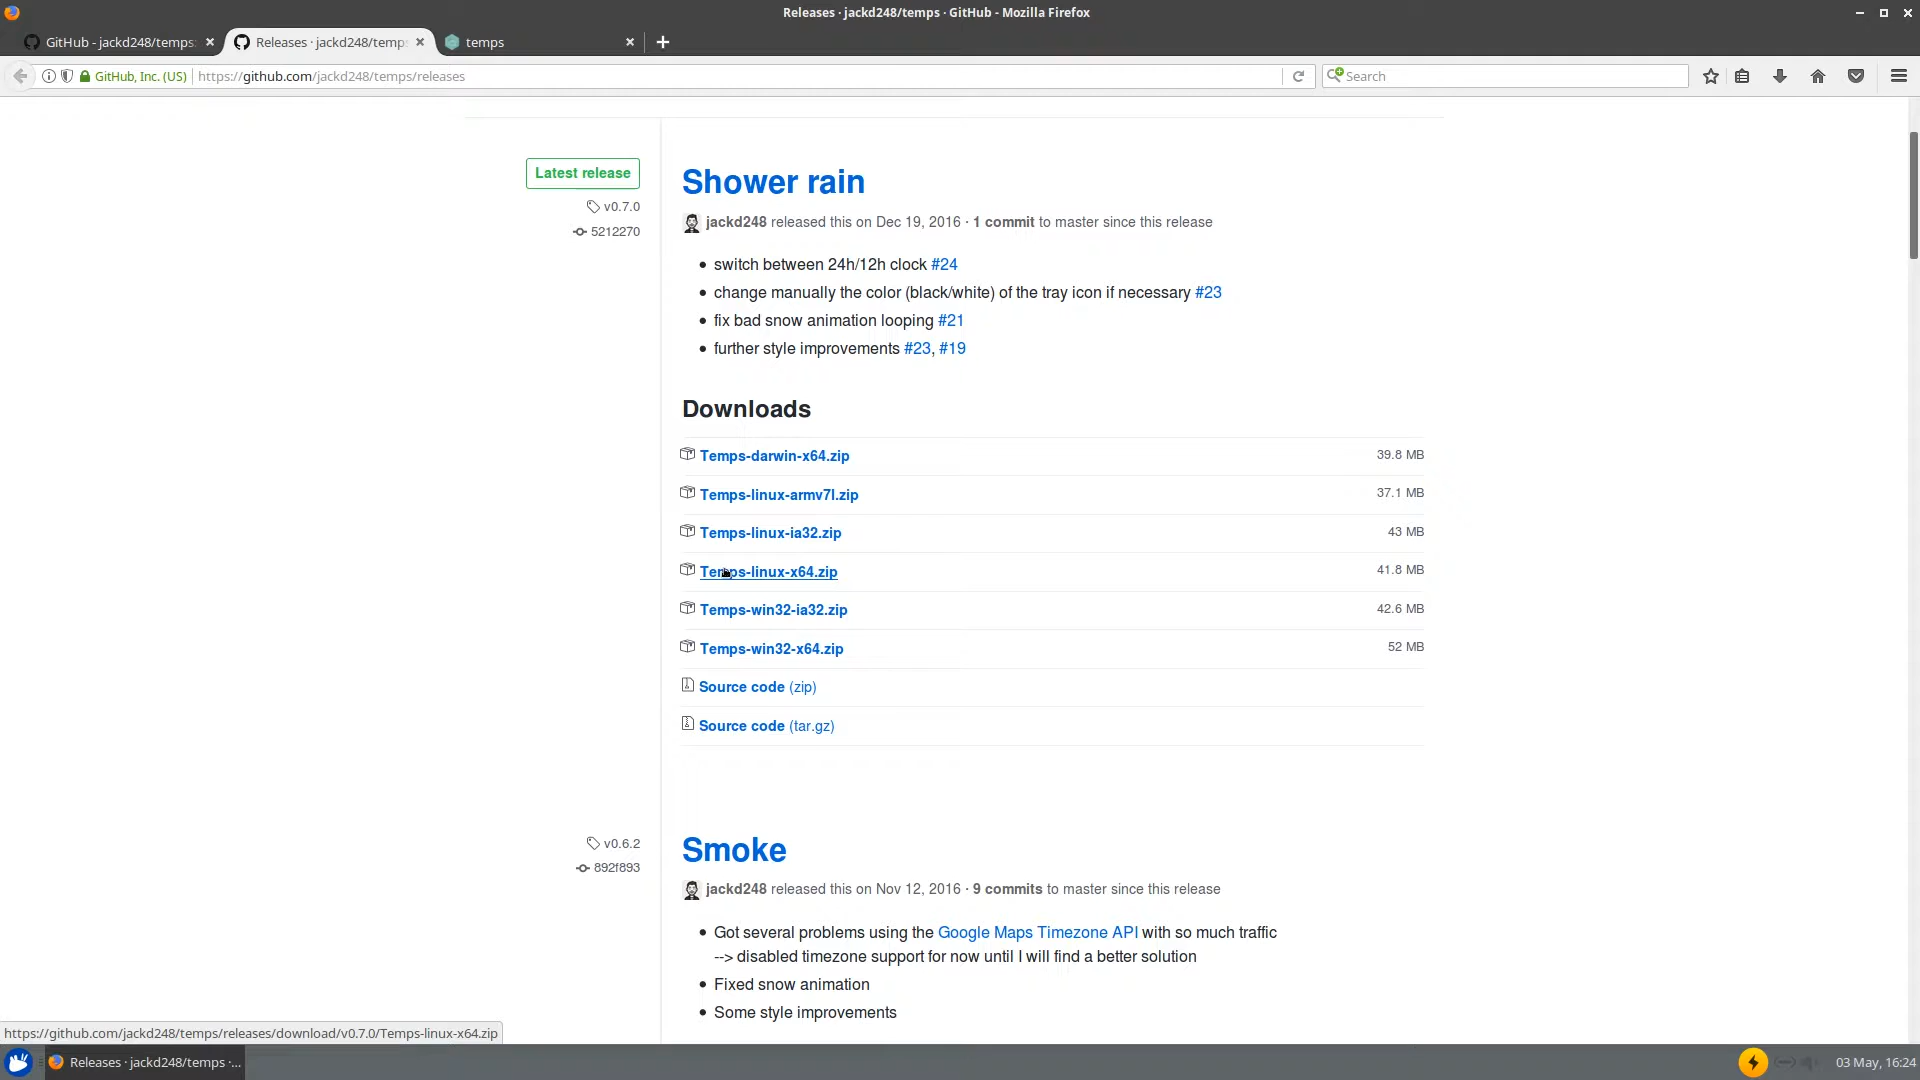 Releases · jackd248/temps · GitHub - Mozilla Firefox
GitHub - jackd248/temps:
Releases · jackd248/temps
temps
GitHub, Inc. (US)
https://github.com/jackd248/temps/releases
Search
Latest release
v0.7.0
5212270
Shower rain
jackd248 released this on Dec 19, 2016 · 1 commit to master since this release
switch between 24h/12h clock #24
change manually the color (black/white) of the tray icon if necessary #23
fix bad snow animation looping #21
further style improvements #23, #19
Downloads
Temps-darwin-x64.zip 39.8 MB
Temps-linux-armv7l.zip 37.1 MB
Temps-linux-ia32.zip 43 MB
Temps-linux-x64.zip 41.8 MB
Temps-win32-ia32.zip 42.6 MB
Temps-win32-x64.zip 52 MB
Source code (zip)
Source code (tar.gz)
v0.6.2
892f893
Smoke
jackd248 released this on Nov 12, 2016 · 9 commits to master since this release
Got several problems using the Google Maps Timezone API with so much traffic
--> disabled timezone support for now until I will find a better solution
Fixed snow animation
Some style improvements
https://github.com/jackd248/temps/releases/download/v0.7.0/Temps-linux-x64.zip
Releases · jackd248/temps ·...
03 May, 16:24